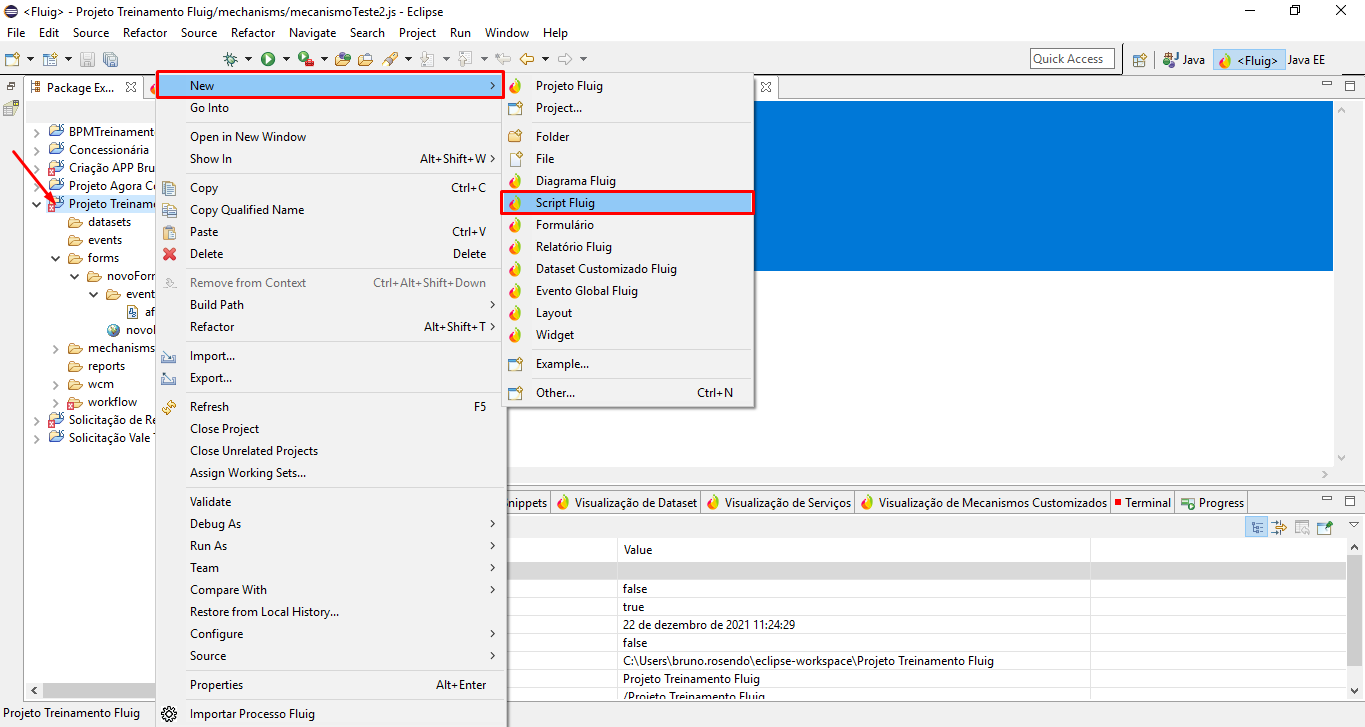 <Fluig> - Projeto Treinamento Fluig/mechanisms/mecanismoTeste2.js - Eclipse
File Edit Source Refactor Source Refactor Navigate Search Project Run Window Help
Quick Access
Java
<Fluig>
Java EE
Package Ex...
BPMTreinament
Concessionária
Criação APP Bru
Projeto Agora Co
Projeto Treinam
datasets
events
forms
novoForm
event
af
novo
mechanisms
reports
wcm
workflow
Solicitação de Re
Solicitação Vale
New
Go Into
Open in New Window
Show In Alt+Shift+W
Copy Ctrl+C
Copy Qualified Name
Paste Ctrl+V
Delete Delete
Remove from Context Ctrl+Alt+Shift+Down
Build Path
Refactor Alt+Shift+T
Import...
Export...
Refresh F5
Close Project
Close Unrelated Projects
Assign Working Sets...
Validate
Debug As
Run As
Team
Compare With
Restore from Local History...
Configure
Source
Properties Alt+Enter
Importar Processo Fluig
Projeto Fluig
Project...
Folder
File
Diagrama Fluig
Script Fluig
Formulário
Relatório Fluig
Dataset Customizado Fluig
Evento Global Fluig
Layout
Widget
Example...
Other... Ctrl+N
nippets
Visualização de Dataset
Visualização de Serviços
Visualização de Mecanismos Customizados
Terminal
Progress
Value
false
true
22 de dezembro de 2021 11:24:29
false
C:\Users\bruno.rosendo\eclipse-workspace\Projeto Treinamento Fluig
Projeto Treinamento Fluig
/Projeto Treinamento Fluig
Projeto Treinamento Fluig